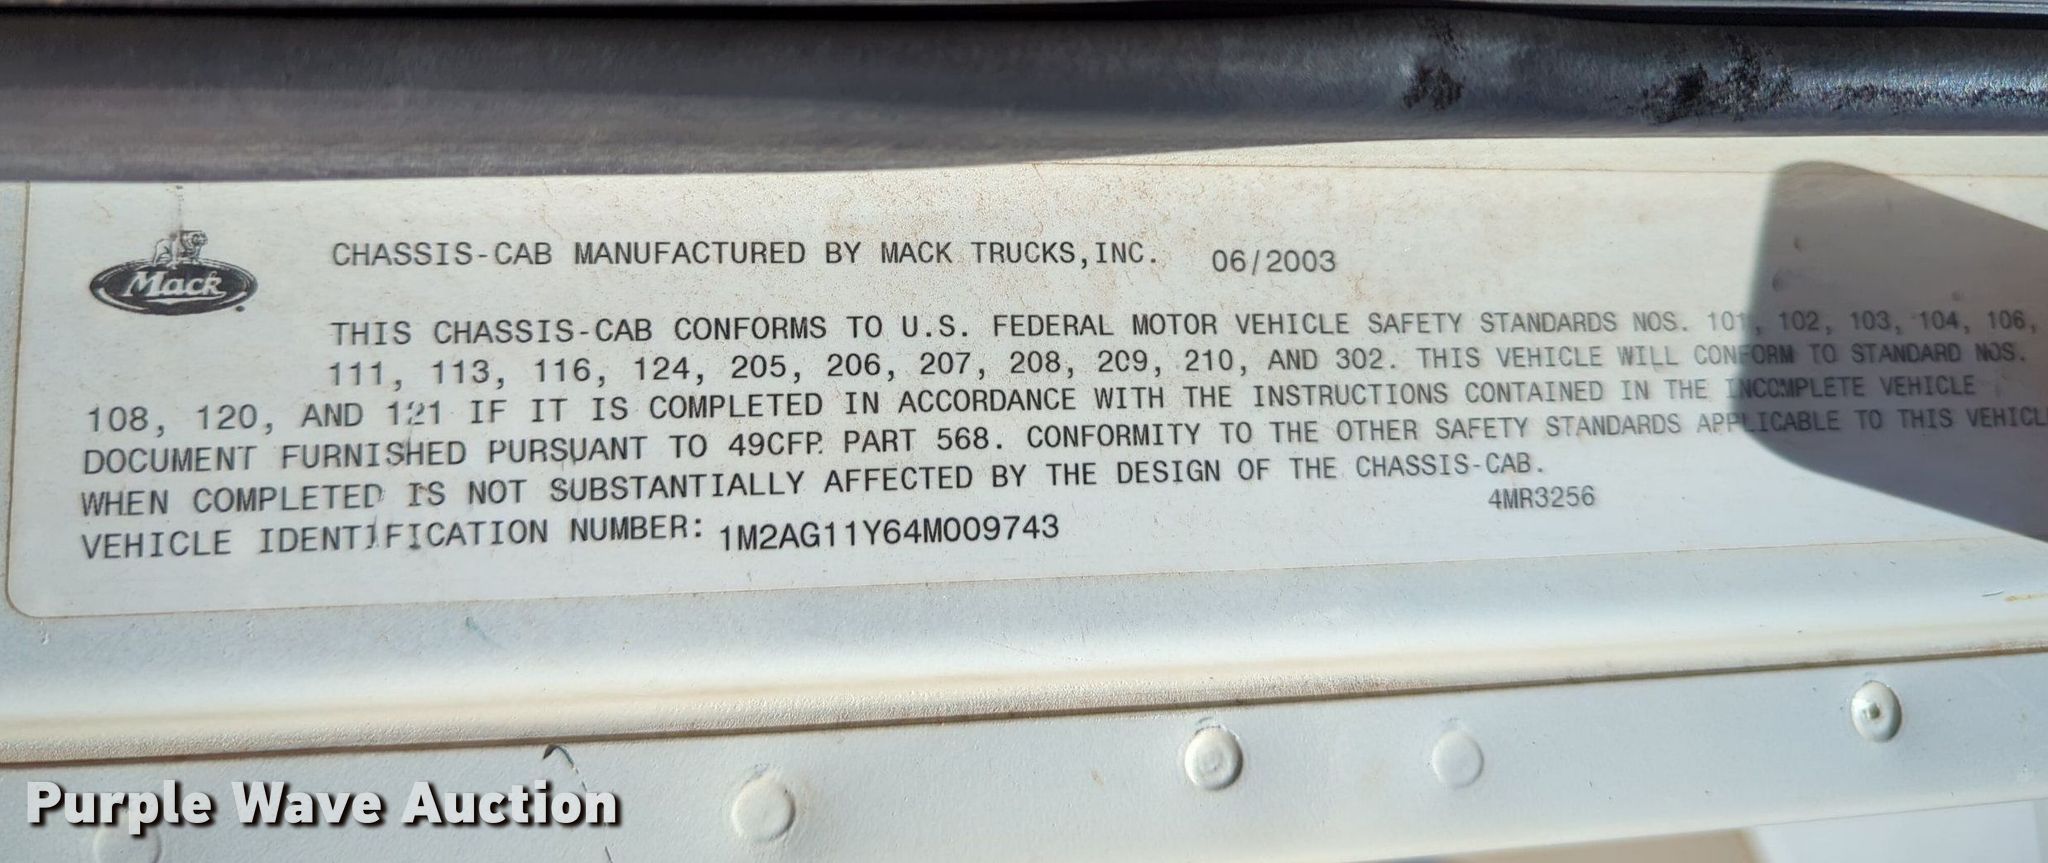 Mack
CHASSIS-CAB MANUFACTURED BY MACK TRUCKS, INC. 06/2003
THIS CHASSIS-CAB CONFORMS TO U.S. FEDERAL MOTOR VEHICLE SAFETY STANDARDS NOS. 101, 102, 103, 104, 106,
111, 113, 116, 124, 205, 206, 207, 208, 209, 210, AND 302. THIS VEHICLE WILL CONFORM TO STANDARD NOS.
108, 120, AND 121 IF IT IS COMPLETED IN ACCORDANCE WITH THE INSTRUCTIONS CONTAINED IN THE INCOMPLETE VEHICLE
DOCUMENT FURNISHED PURSUANT TO 49CFR PART 568. CONFORMITY TO THE OTHER SAFETY STANDARDS APPLICABLE TO THIS VEHICL
WHEN COMPLETED IS NOT SUBSTANTIALLY AFFECTED BY THE DESIGN OF THE CHASSIS-CAB.
4MR3256
VEHICLE IDENTIFICATION NUMBER: 1M2AG11Y64M009743
Purple Wave Auction